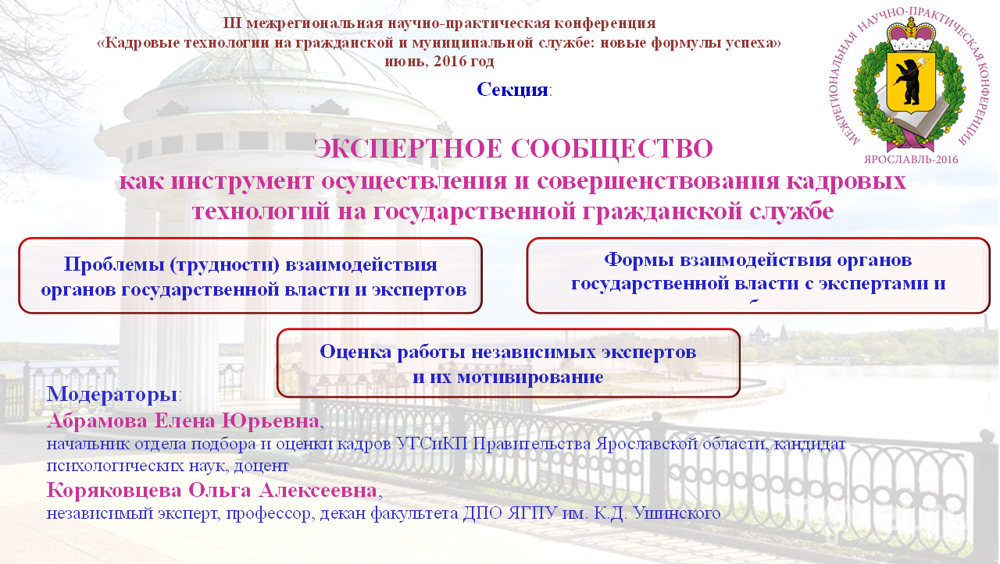 III межрегиональная научно-практическая конференция
«Кадровые технологии на гражданской и муниципальной службе: новые формулы успеха»
июнь, 2016 год
МЕЖРЕГИОНАЛЬНАЯ НАУЧНО-ПРАКТИЧЕСКАЯ КОНФЕРЕНЦИЯ
ЯРОСЛАВЛЬ-2016
Секция:
ЭКСПЕРТНОЕ СООБЩЕСТВО
как инструмент осуществления и совершенствования кадровых
технологий на государственной гражданской службе
Проблемы (трудности) взаимодействия
органов государственной власти и экспертов
Формы взаимодействия органов
государственной власти с экспертами и
Оценка работы независимых экспертов
и их мотивирование
Модераторы:
Абрамова Елена Юрьевна,
начальник отдела подбора и оценки кадров УГСиКП Правительства Ярославской области, кандидат
психологических наук, доцент
Коряковцева Ольга Алексеевна,
независимый эксперт, профессор, декан факультета ДПО ЯГПУ им. К.Д. Ушинского